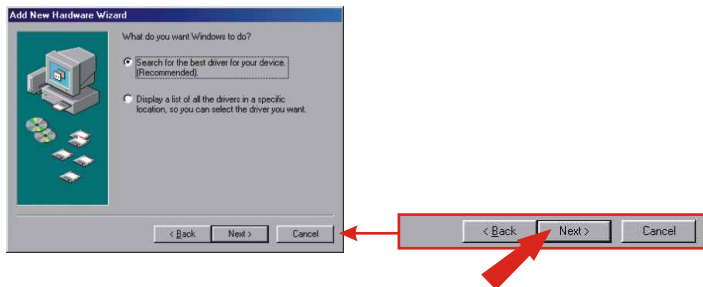 Add New Hardware Wizard
What do you want Windows to do?
Search for the best driver for your device.
(Recommended).
Display a list of all the drivers in a specific
location, so you can select the driver you want.
< Back Next > Cancel
< Back Next > Cancel